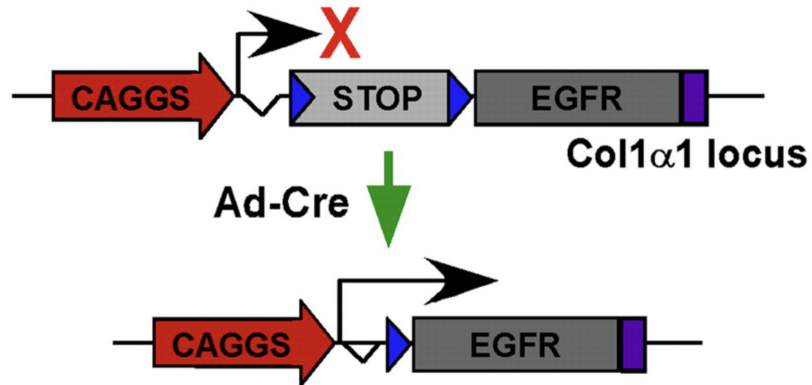 X
CAGGS STOP EGFR
Col1α1 locus
Ad-Cre
CAGGS EGFR